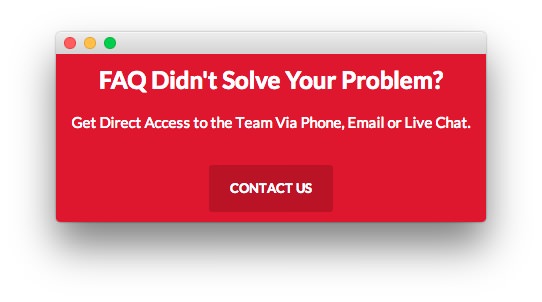 FAQ Didn't Solve Your Problem?
Get Direct Access to the Team Via Phone, Email or Live Chat.
CONTACT US